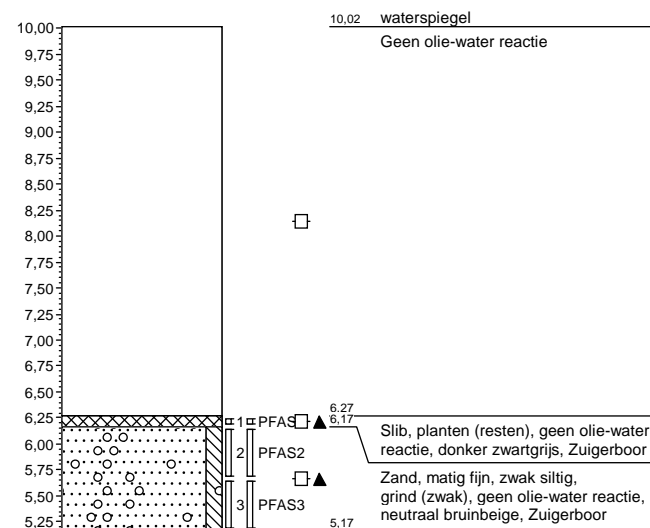 10,02 waterspiegel
10,00
Geen olie-water reactie
9,75
9,50
9,25
9,00
8,75
8,50
8,25
8,00
7,75
7,50
7,25
7,00
6,75
6,50
6.27
6,25 1 PFAS 6,17
Slib, planten (resten), geen olie-water
reactie, donker zwartgrijs, Zuigerboor
6,00 2 PFAS2
5,75
Zand, matig fijn, zwak siltig,
grind (zwak), geen olie-water reactie,
neutraal bruinbeige, Zuigerboor
5,50 3 PFAS3
5,25 5,17